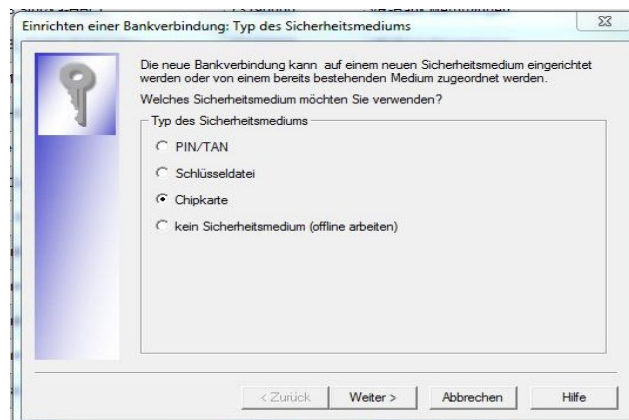 Einrichten einer Bankverbindung: Typ des Sicherheitsmediums
Die neue Bankverbindung kann auf einem neuen Sicherheitsmedium eingerichtet
werden oder von einem bereits bestehenden Medium zugeordnet werden.
Welches Sicherheitsmedium möchten Sie verwenden?
Typ des Sicherheitsmediums
PIN/TAN
Schlüsseldatei
Chipkarte
kein Sicherheitsmedium (offline arbeiten)
< Zurück
Weiter >
Abbrechen
Hilfe